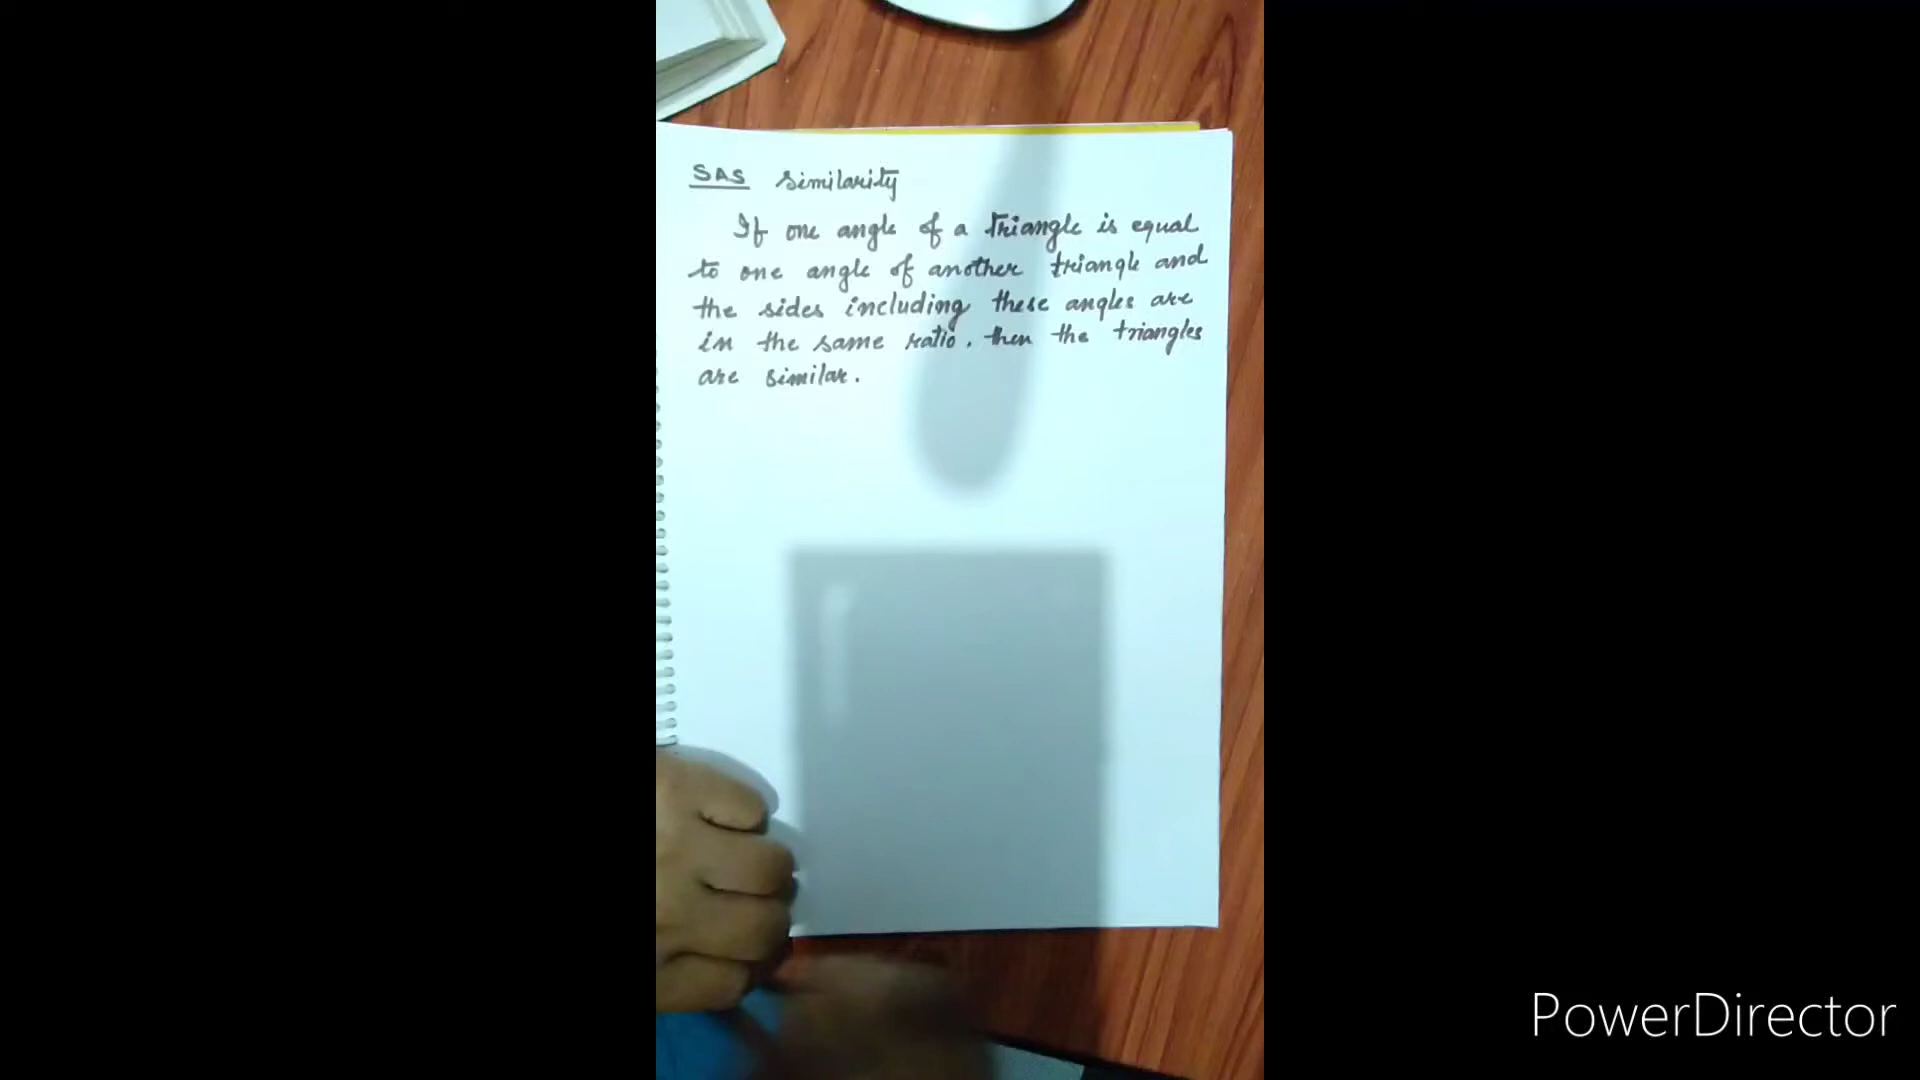 SAS Similarity
If one angle of a triangle is equal
to one angle of another triangle and
the sides including these angles are
in the same ratio, then the triangles
are similar.
PowerDirector